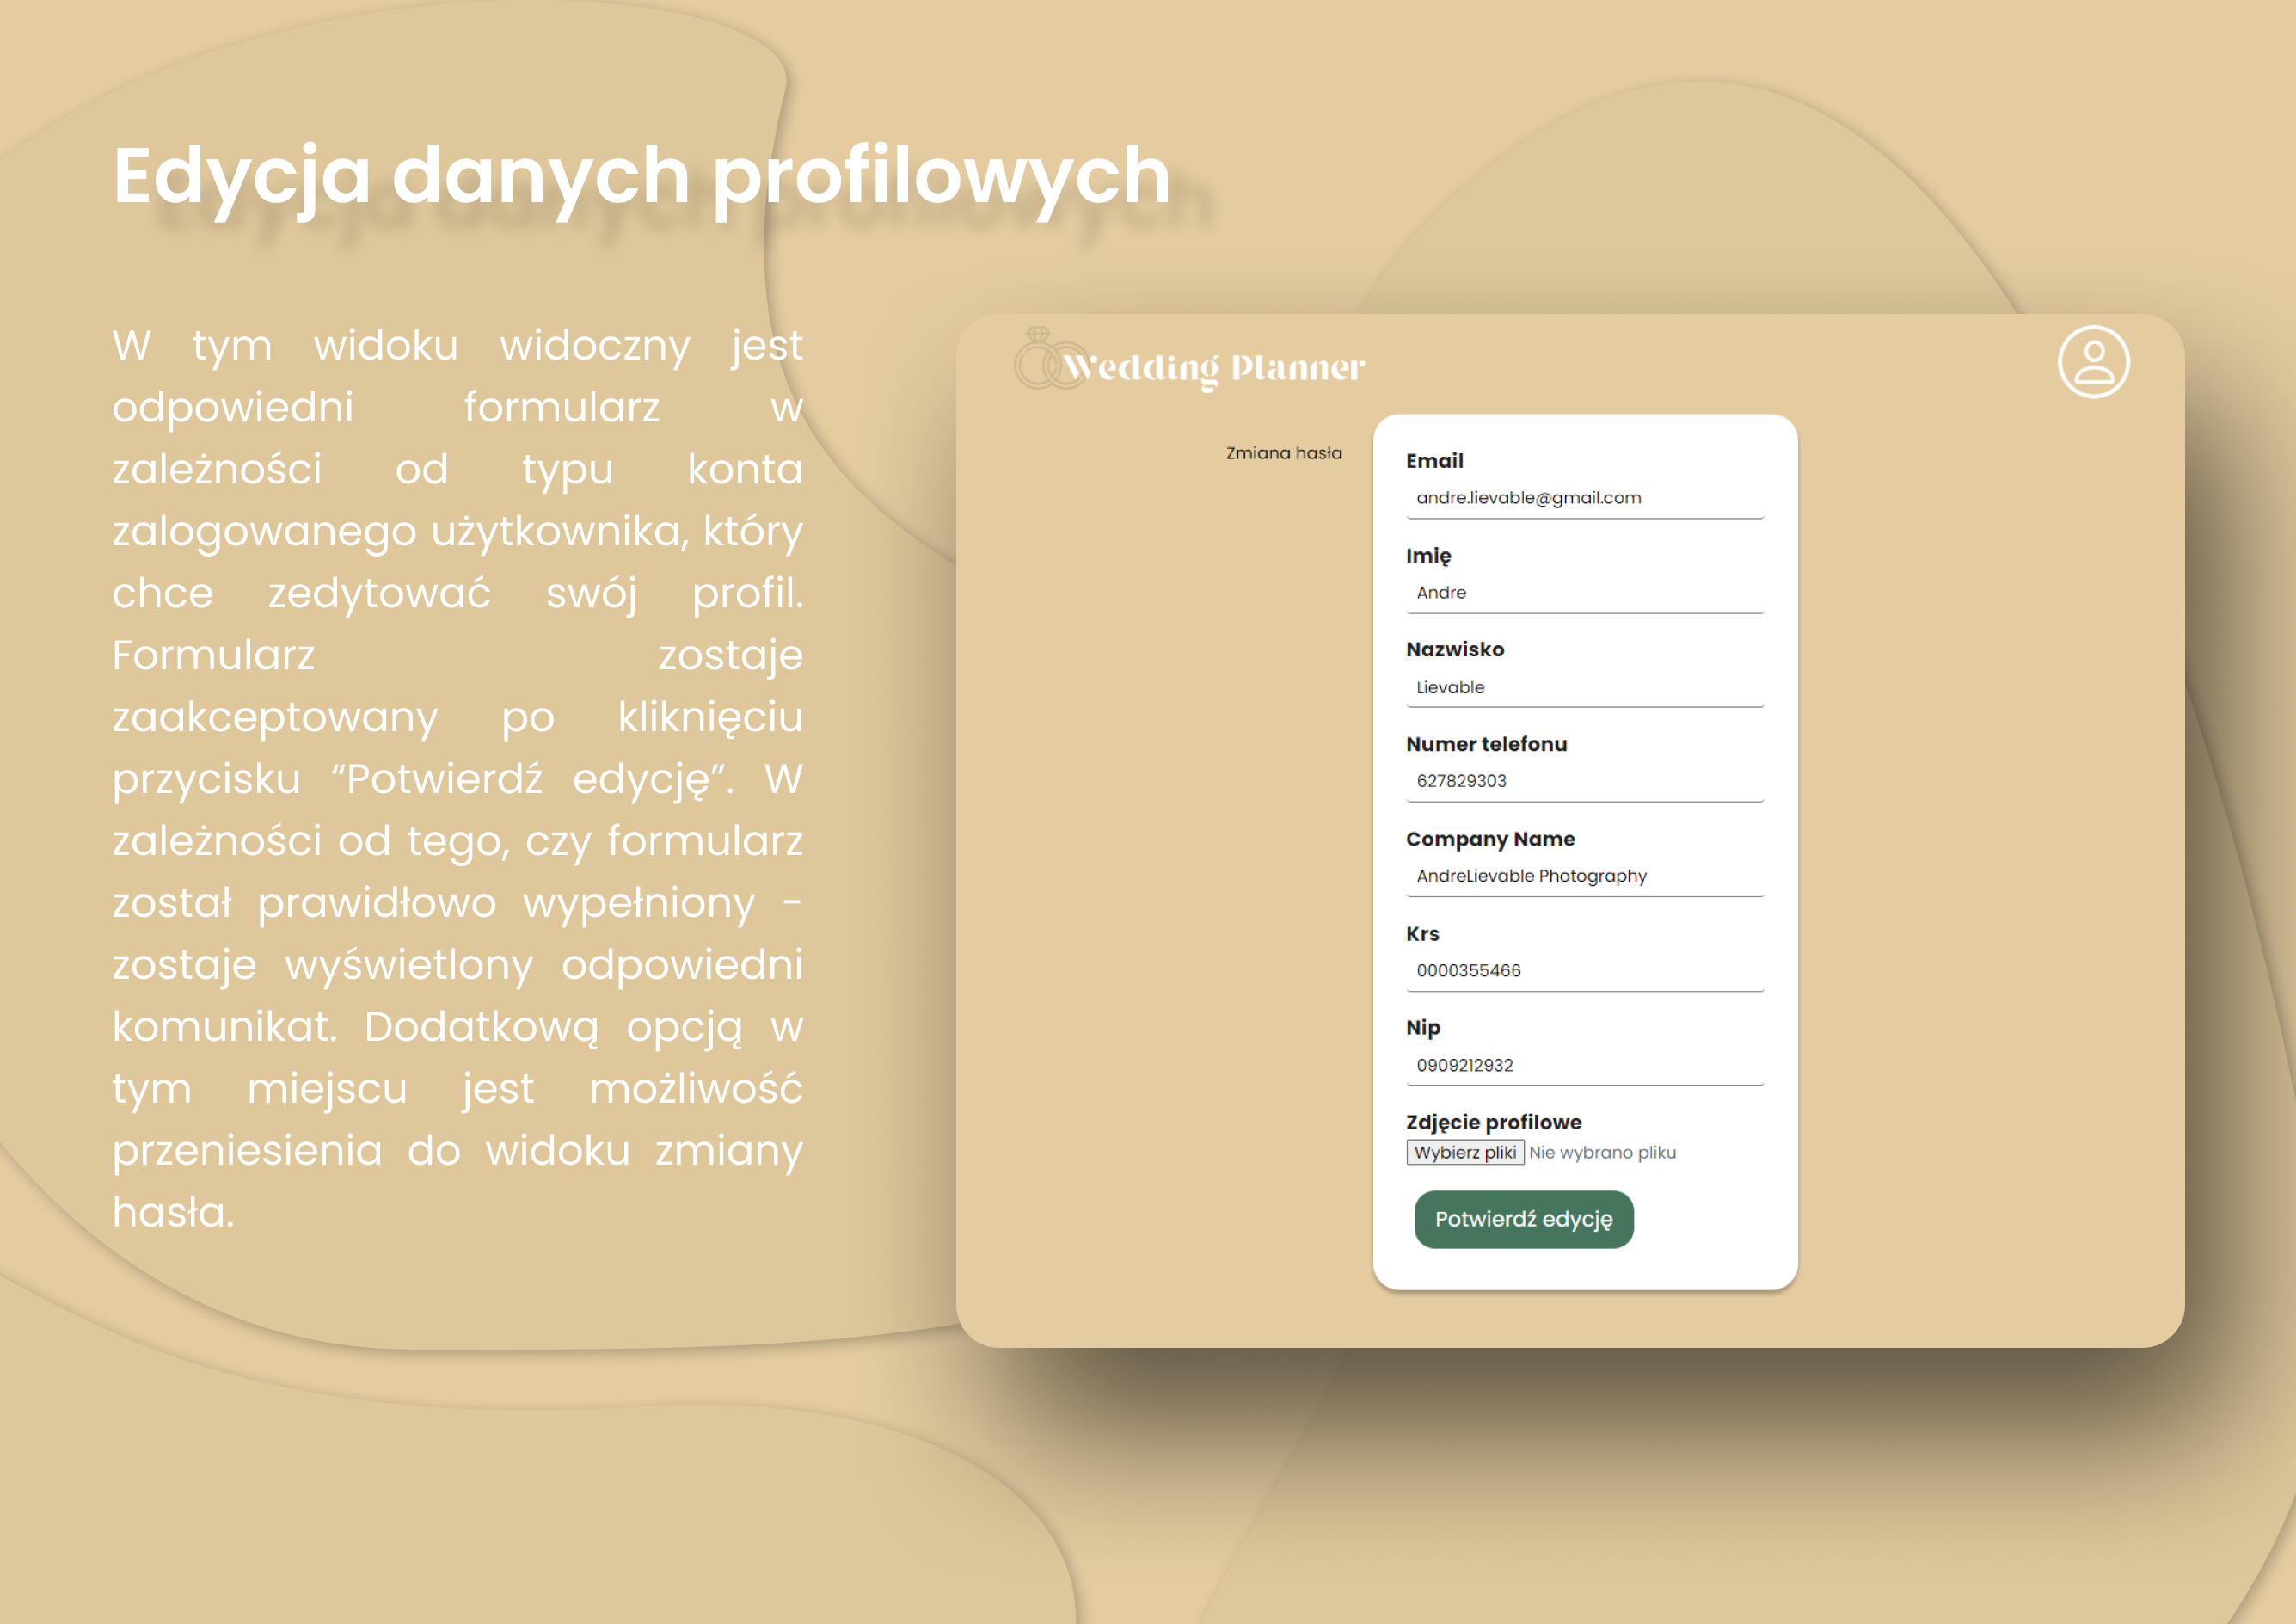 Edycja danych profilowych
W tym widoku widoczny jest
odpowiedni formularz w
zależności od typu konta
zalogowanego użytkownika, który
chce zedytować swój profil.
Formularz zostaje
zaakceptowany po kliknięciu
przycisku “Potwierdź edycję”. W
zależności od tego, czy formularz
został prawidłowo wypełniony -
zostaje wyświetlony odpowiedni
komunikat. Dodatkową opcją w
tym miejscu jest możliwość
przeniesienia do widoku zmiany
hasła.
Wedding Planner
Zmiana hasła
Email
andre.lievable@gmail.com
Imię
Andre
Nazwisko
Lievable
Numer telefonu
627829303
Company Name
AndreLievable Photography
Krs
0000355466
Nip
0909212932
Zdjęcie profilowe
Wybierz pliki Nie wybrano pliku
Potwierdź edycję